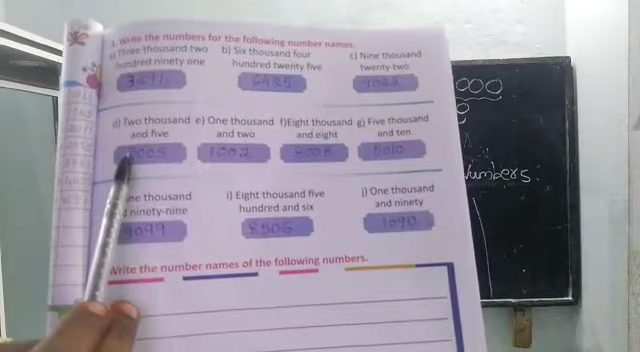 Write the numbers for the following number names.
Three thousand two hundred ninety one
b) Six thousand four hundred twenty five
c) Nine thousand twenty-two
3291
6425
9022
d) Two thousand and five
e) One thousand and two
f) Eight thousand and eight
g) Five thousand and ten
2005
1002
8008
5010
thousand
ninety-nine
i) Eight thousand five hundred and six
j) One thousand and ninety
9099
8506
1090
Write the number names of the following numbers.
000
Numbers: